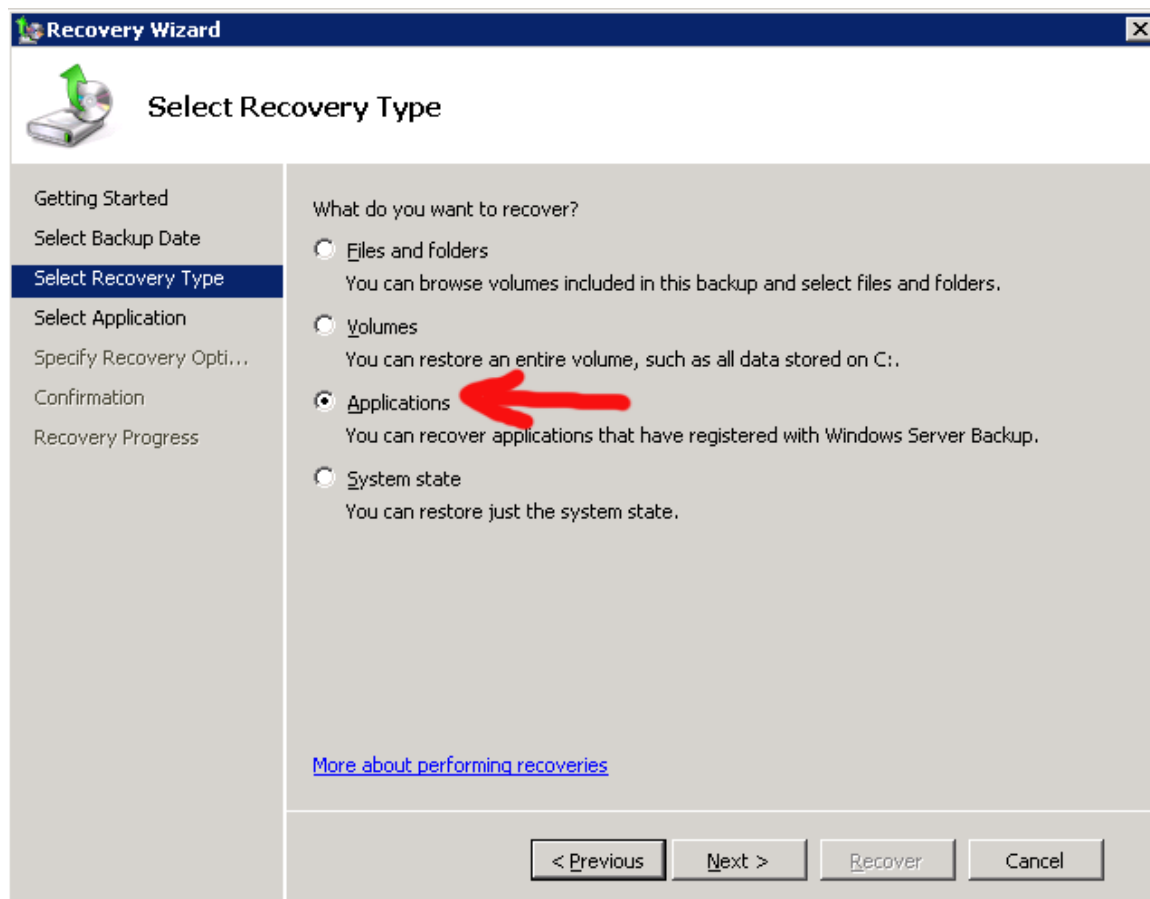 Recovery Wizard
Select Recovery Type
Getting Started
Select Backup Date
Select Recovery Type
Select Application
Specify Recovery Opti...
Confirmation
Recovery Progress
What do you want to recover?
Files and folders
You can browse volumes included in this backup and select files and folders.
Volumes
You can restore an entire volume, such as all data stored on C:.
Applications
You can recover applications that have registered with Windows Server Backup.
System state
You can restore just the system state.
More about performing recoveries
< Previous
Next >
Recover
Cancel